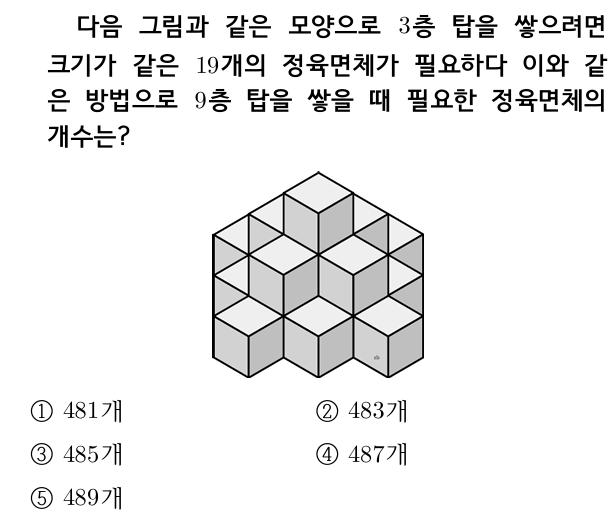 다음 그림과 같은 모양으로 3층 탑을 쌓으려면
크기가 같은 19개의 정육면체가 필요하다 이와 같
은 방법으로 9층 탑을 쌓을 때 필요한 정육면체의
개수는?
① 481개 ② 483개
③ 485개 ④ 487개
⑤ 489개